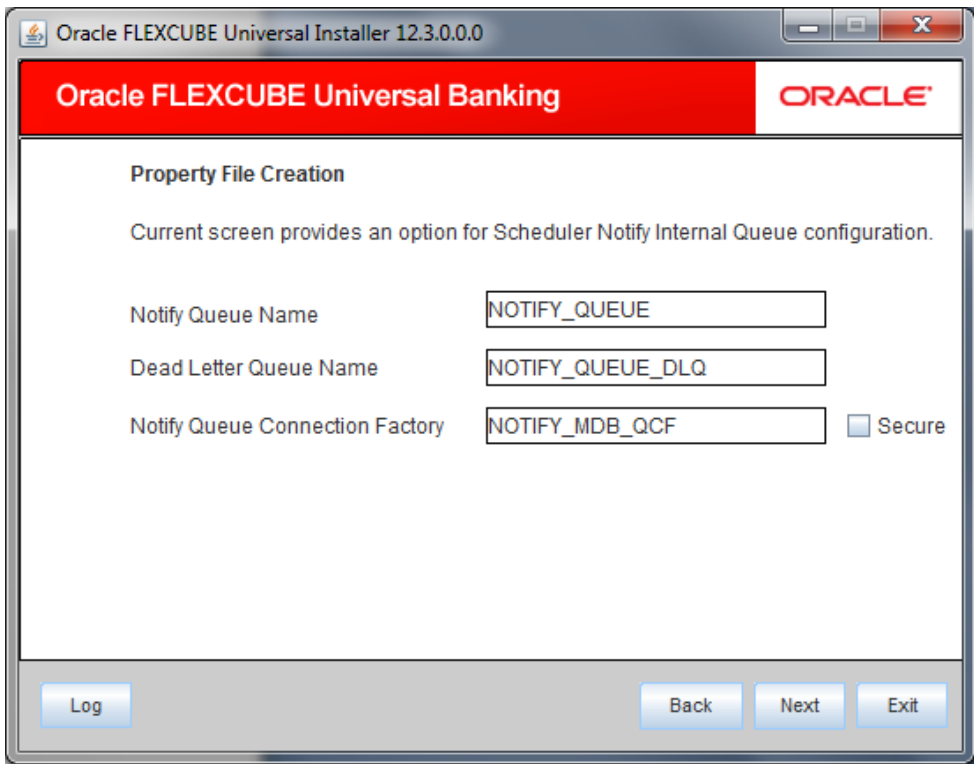 Oracle FLEXCUBE Universal Installer 12.3.0.0.0
Oracle FLEXCUBE Universal Banking
ORACLE
Property File Creation
Current screen provides an option for Scheduler Notify Internal Queue configuration.
Notify Queue Name NOTIFY_QUEUE
Dead Letter Queue Name NOTIFY_QUEUE_DLQ
Notify Queue Connection Factory NOTIFY_MDB_QCF Secure
Log Back Next Exit